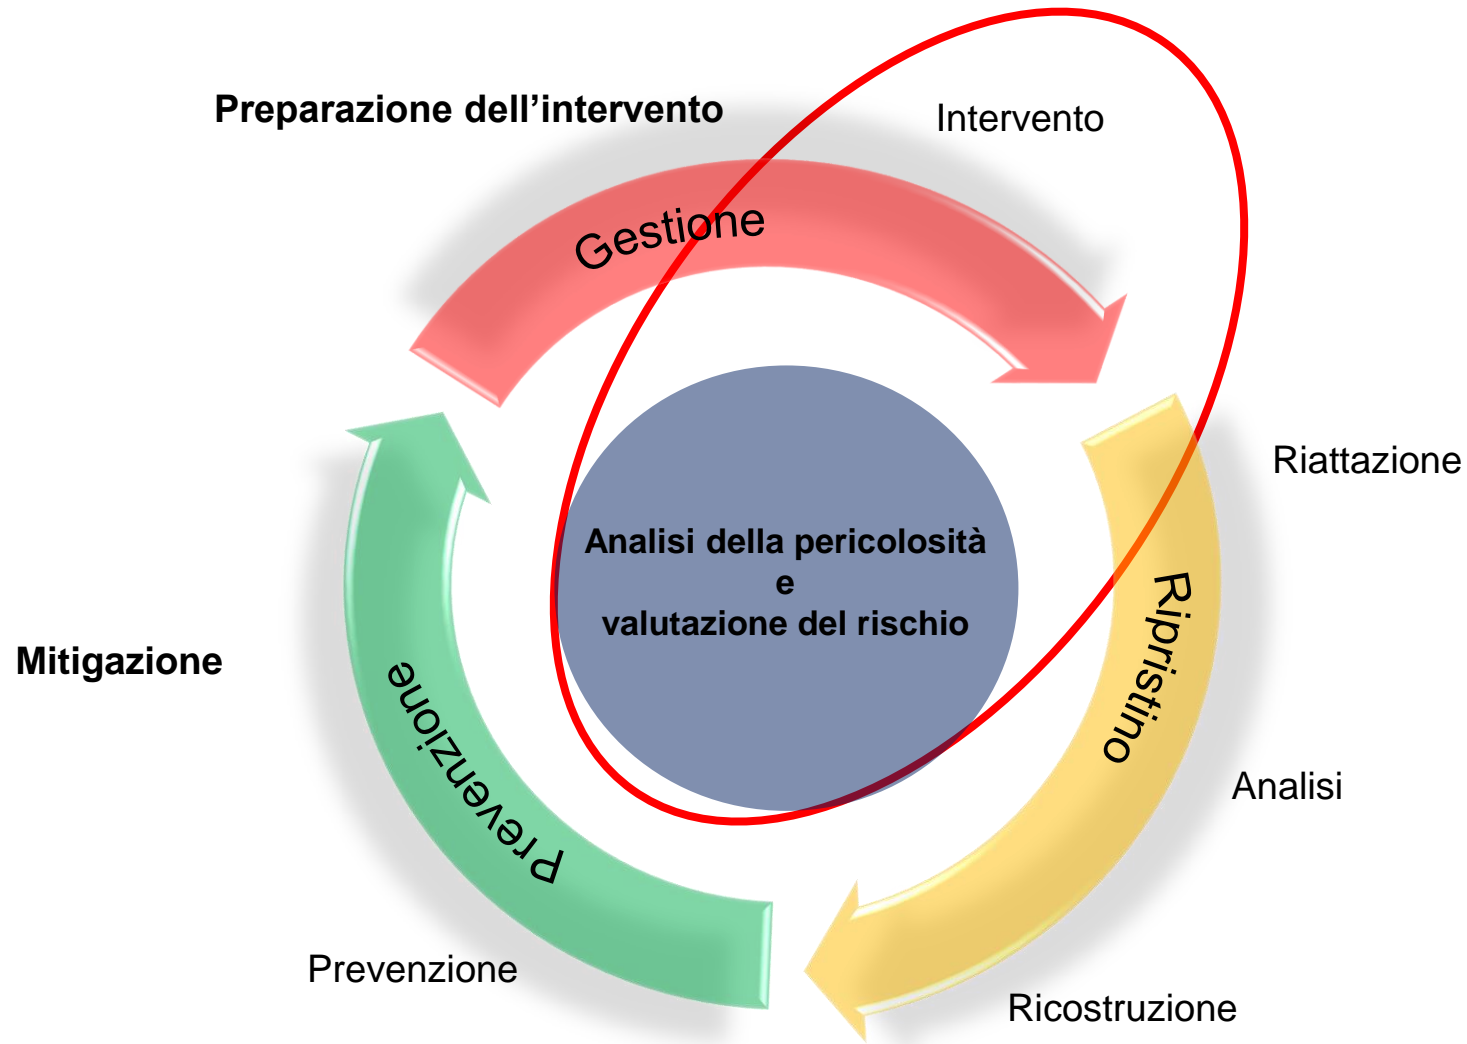 Preparazione dell’intervento
Intervento
Gestione
Riattazione
Analisi della pericolosità
e
valutazione del rischio
Ripristino
Mitigazione
Prevenzione
Analisi
Prevenzione
Ricostruzione